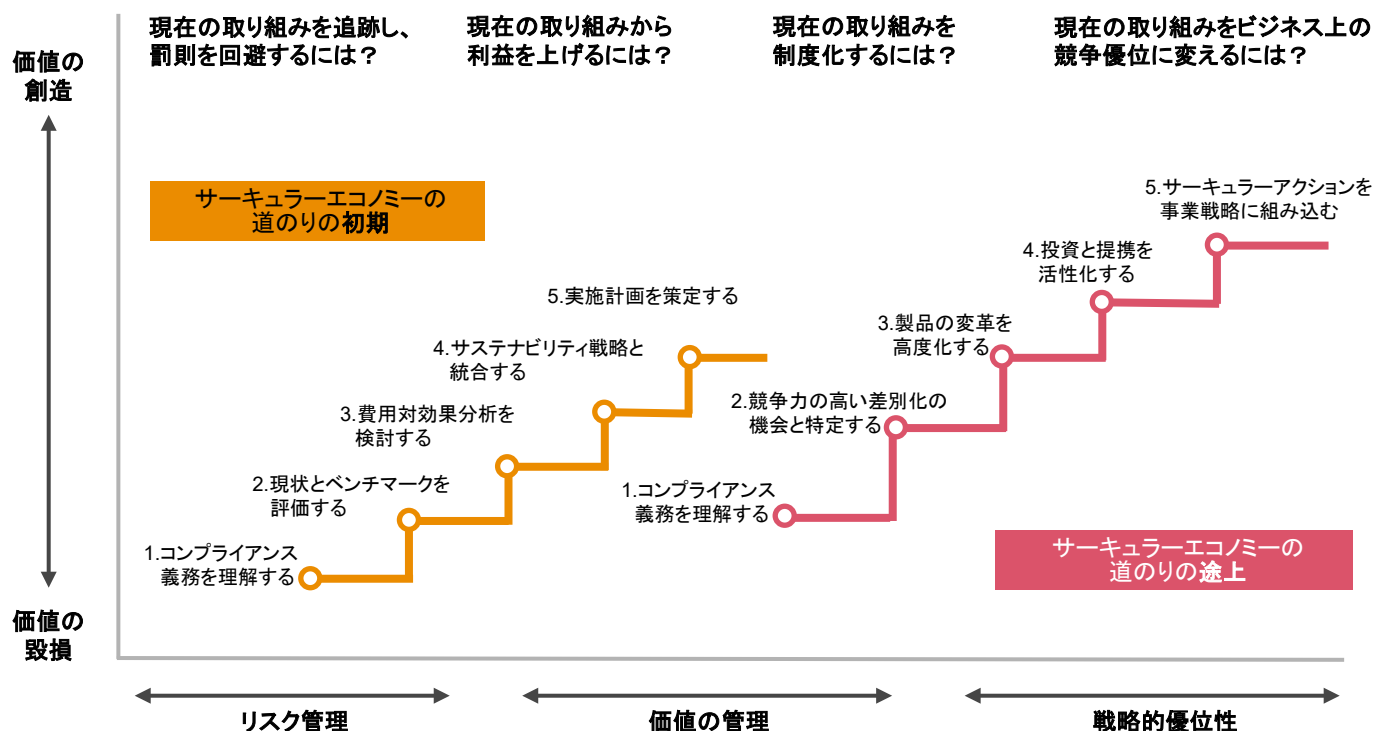 現在の取り組みを追跡し、
罰則を回避するには？
現在の取り組みから
利益を上げるには？
現在の取り組みを
制度化するには？
現在の取り組みをビジネス上の
競争優位に変えるには？
価値の
創造
サーキュラーエコノミーの
道のりの初期
5.サーキュラーアクションを
事業戦略に組み込む
4.投資と提携を
活性化する
5.実施計画を策定する
3.製品の変革を
高度化する
4.サステナビリティ戦略と
統合する
2.競争力の高い差別化の
機会と特定する
3.費用対効果分析を
検討する
2.現状とベンチマークを
評価する
1.コンプライアンス
義務を理解する
1.コンプライアンス
義務を理解する
サーキュラーエコノミーの
道のりの途上
価値の
毀損
リスク管理
価値の管理
戦略的優位性